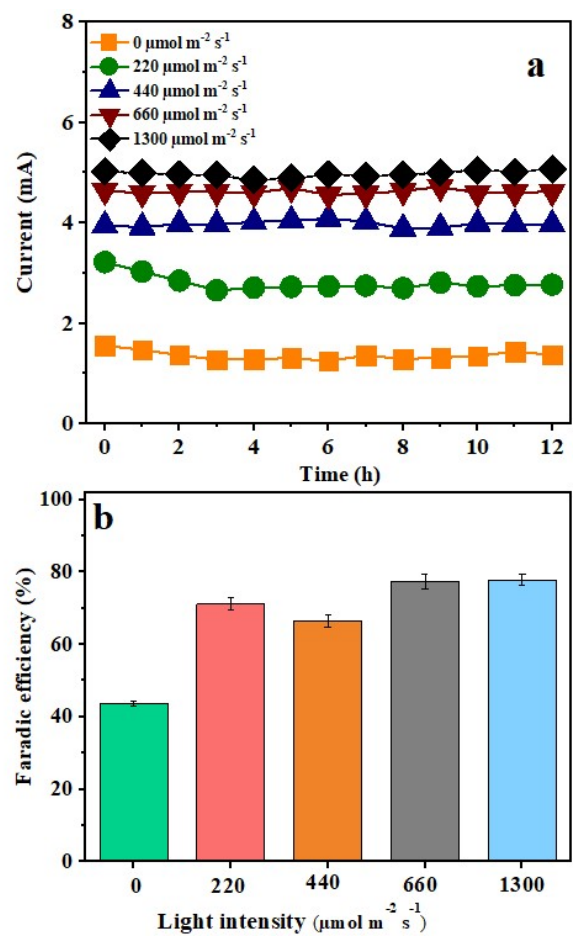 8
6
4
2
0
Current (mA)
0 μmol m⁻² s⁻¹
220 μmol m⁻² s⁻¹
440 μmol m⁻² s⁻¹
660 μmol m⁻² s⁻¹
1300 μmol m⁻² s⁻¹
a
0 2 4 6 8 10 12
Time (h)
100
80
60
40
20
0
Faradic efficiency (%)
b
0 220 440 660 1300
Light intensity (μmol m⁻² s⁻¹)